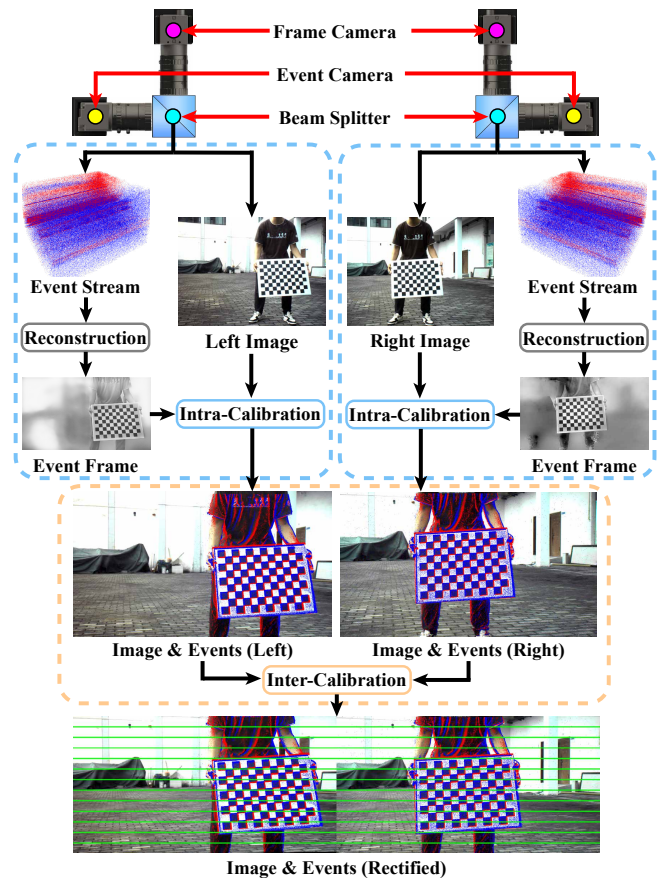 Frame Camera
Event Camera
Beam Splitter
Event Stream
Event Stream
Reconstruction
Left Image
Right Image
Reconstruction
Intra-Calibration
Intra-Calibration
Event Frame
Event Frame
Image & Events (Left)
Image & Events (Right)
Inter-Calibration
Image & Events (Rectified)